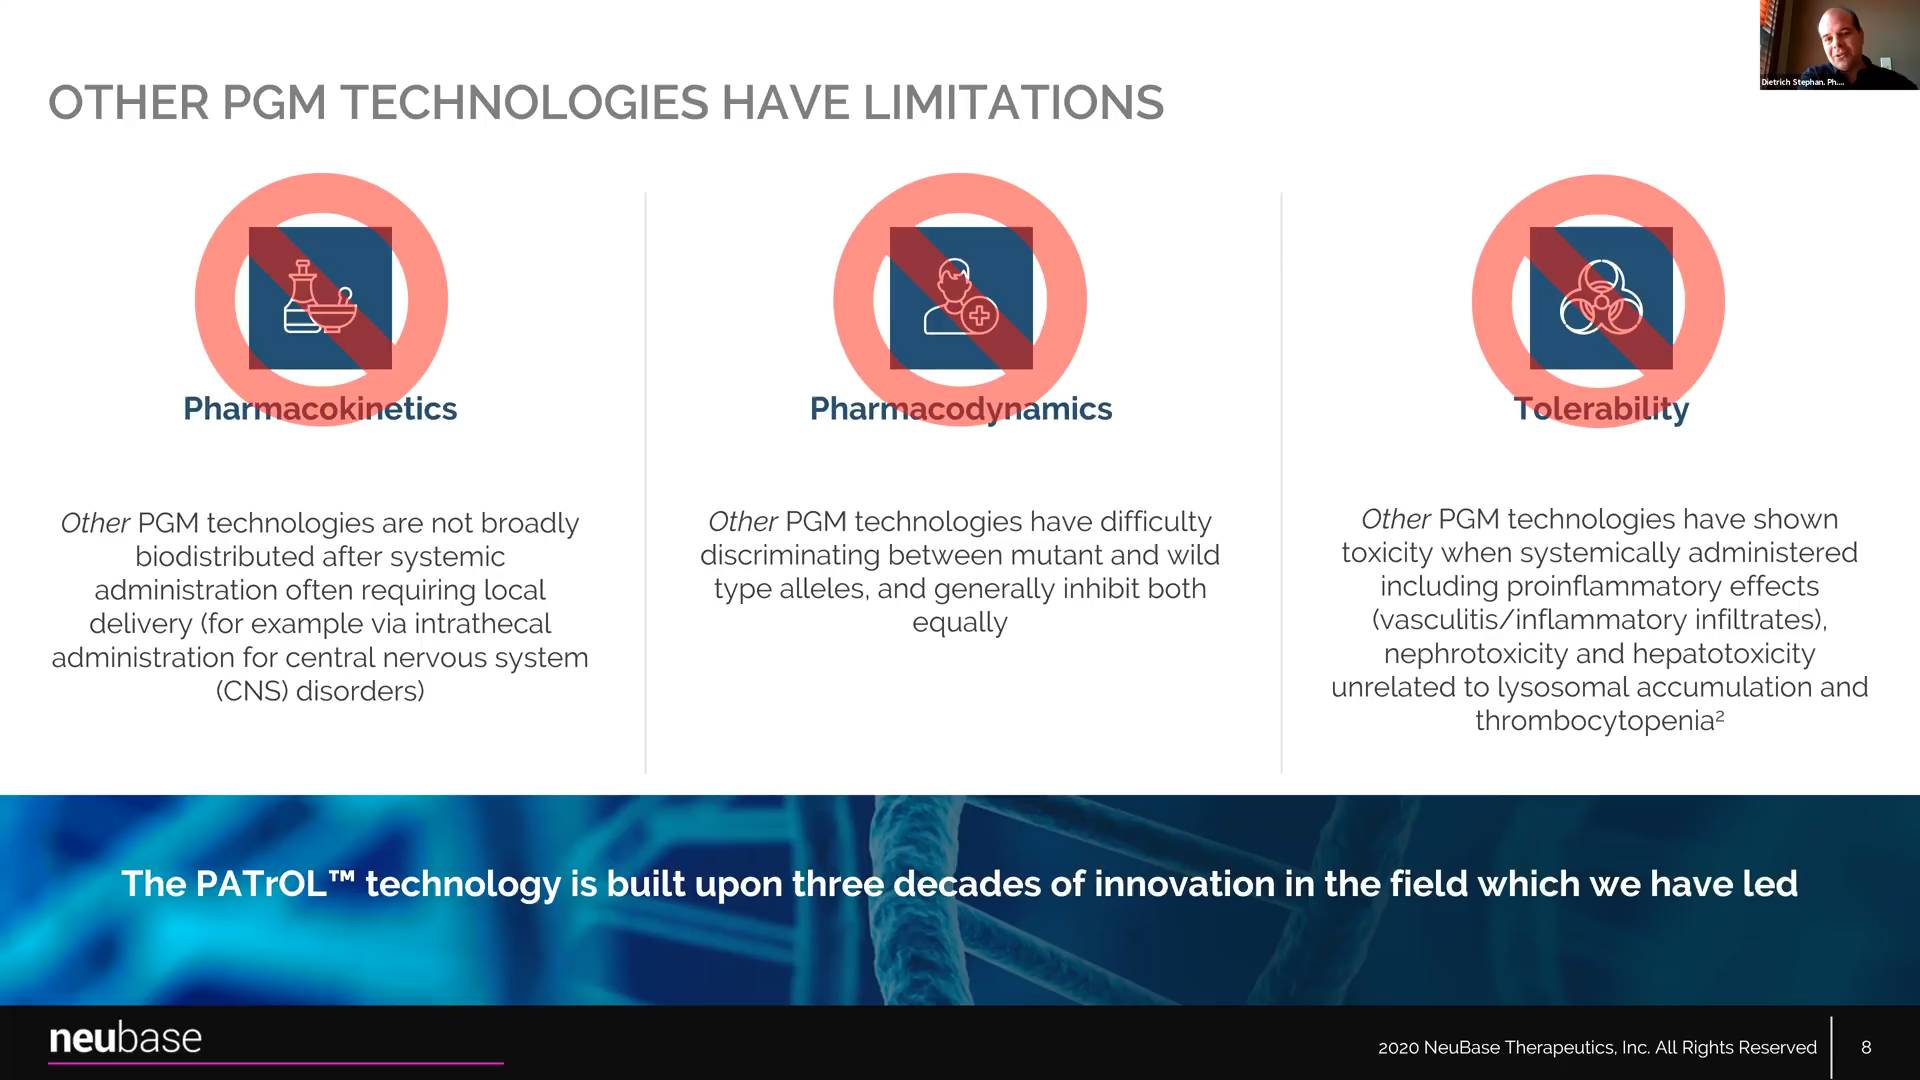 Dietrich Stephan. Ph....
OTHER PGM TECHNOLOGIES HAVE LIMITATIONS
Pharmacokinetics
Other PGM technologies are not broadly
biodistributed after systemic
administration often requiring local
delivery (for example via intrathecal
administration for central nervous system
(CNS) disorders)
Pharmacodynamics
Other PGM technologies have difficulty
discriminating between mutant and wild
type alleles, and generally inhibit both
equally
Tolerability
Other PGM technologies have shown
toxicity when systemically administered
including proinflammatory effects
(vasculitis/inflammatory infiltrates),
nephrotoxicity and hepatotoxicity
unrelated to lysosomal accumulation and
thrombocytopenia²
The PATrOL™ technology is built upon three decades of innovation in the field which we have led
neubase
2020 NeuBase Therapeutics, Inc. All Rights Reserved
8